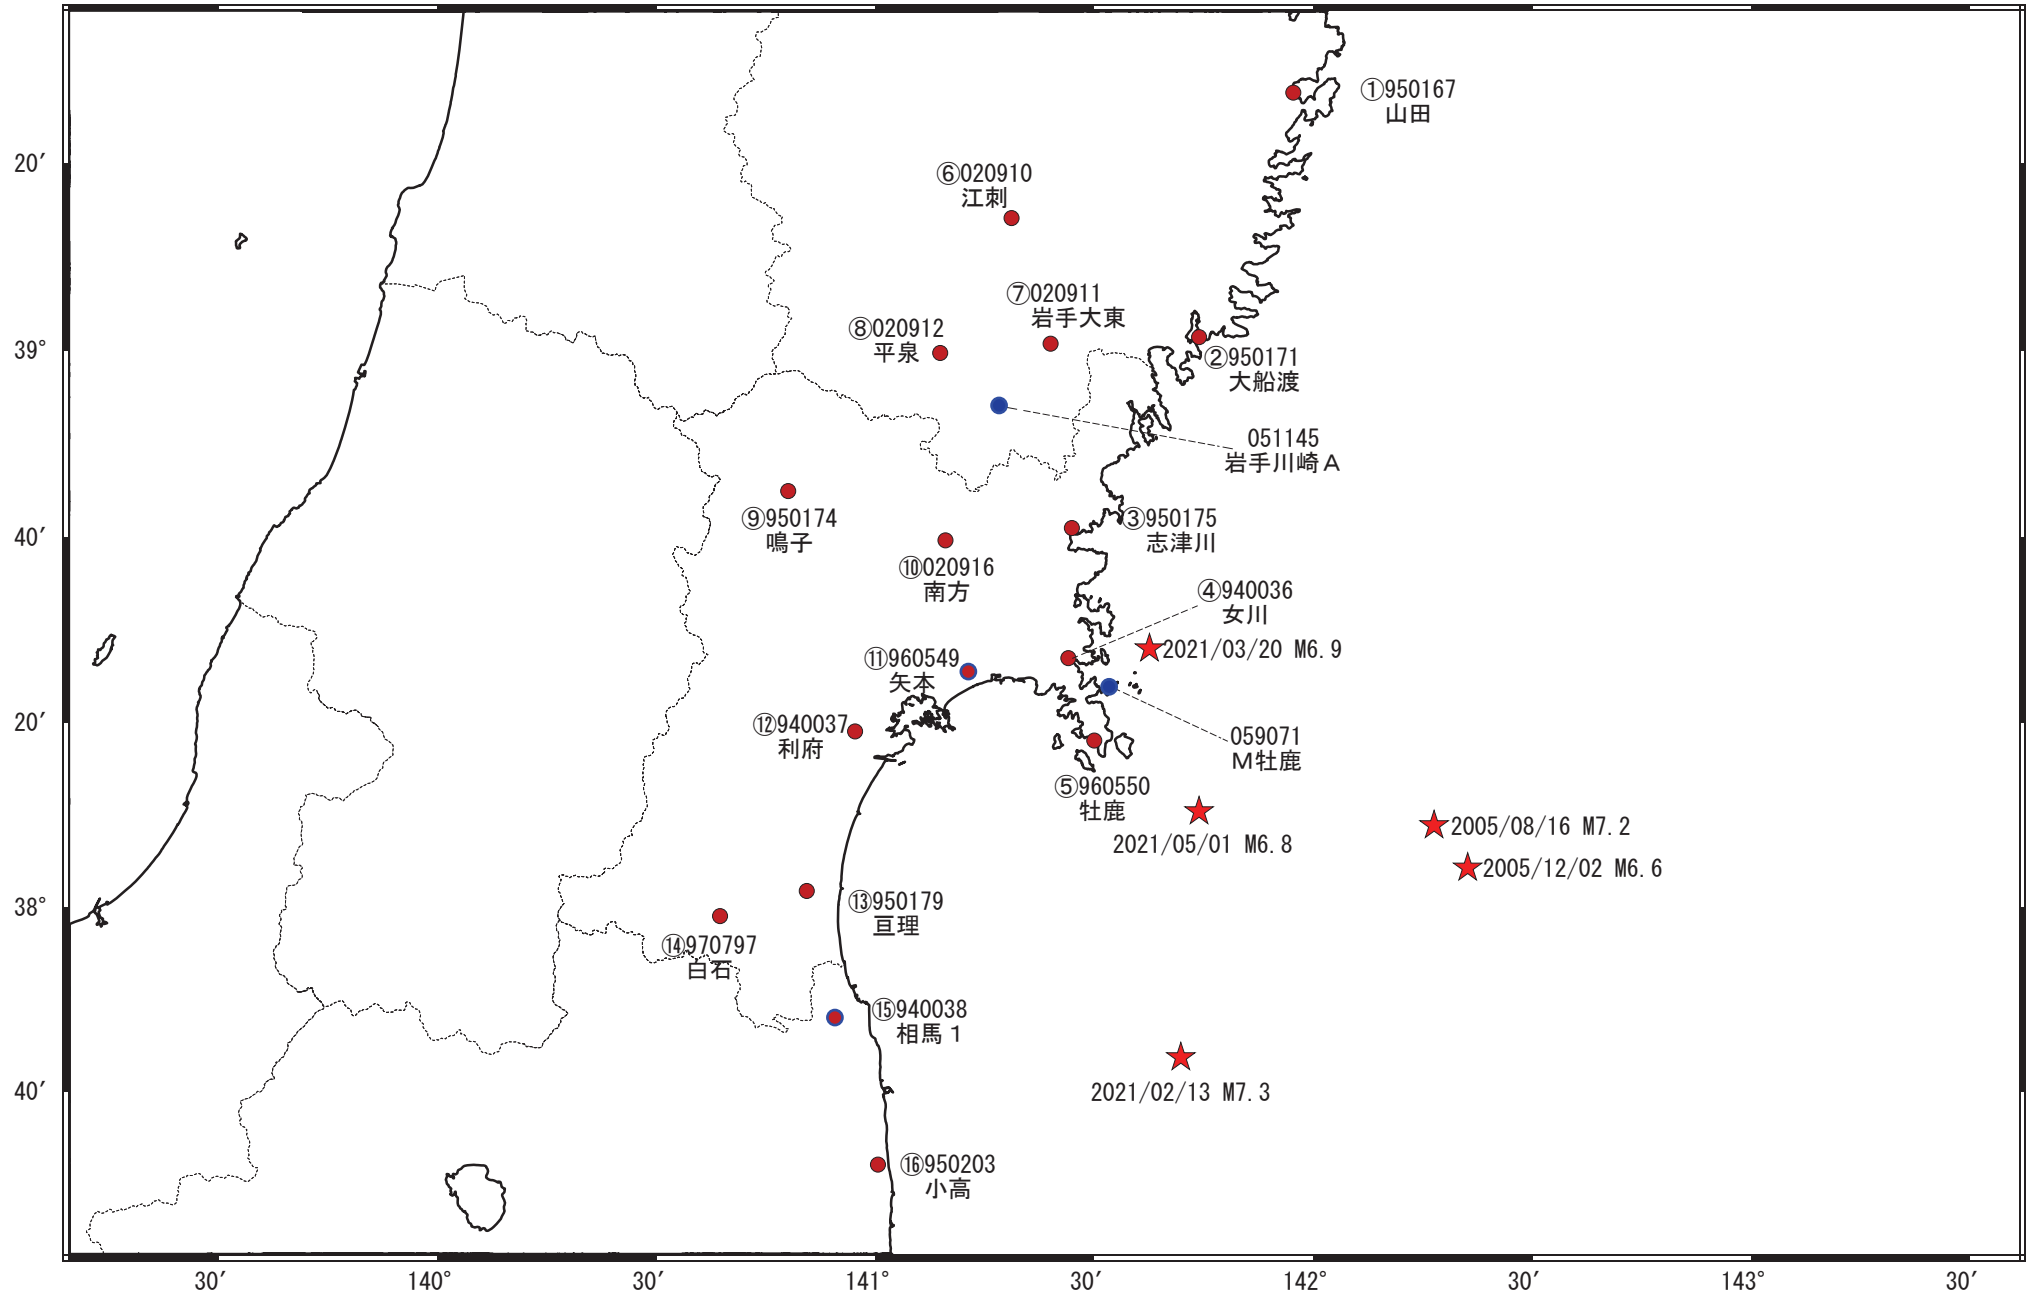 ①950167
山田
20′
⑥020910
江刺
⑦020911
岩手大東
⑧020912
平泉
39°
②950171
大船渡
051145
岩手川崎Ａ
⑨950174
鳴子
③950175
志津川
40′
⑩020916
南方
④940036
女川
2021/03/20 M6.9
⑪960549
矢本
20′
⑫940037
利府
059071
Ｍ牡鹿
⑤960550
牡鹿
2021/05/01 M6.8
2005/08/16 M7.2
2005/12/02 M6.6
38°
⑬950179
亘理
⑭970797
白石
⑮940038
相馬１
40′
2021/02/13 M7.3
⑯950203
小高
30′ 140° 30′ 141° 30′ 142° 30′ 143° 30′